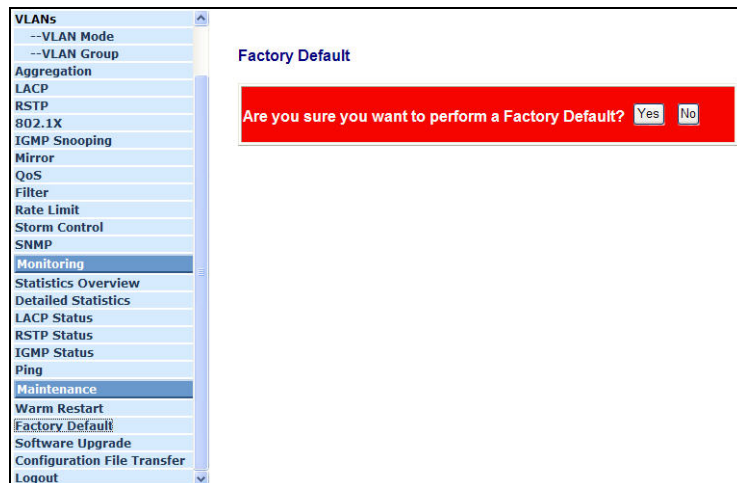 VLANs
--VLAN Mode
--VLAN Group
Aggregation
LACP
RSTP
802.1X
IGMP Snooping
Mirror
QoS
Filter
Rate Limit
Storm Control
SNMP
Monitoring
Statistics Overview
Detailed Statistics
LACP Status
RSTP Status
IGMP Status
Ping
Maintenance
Warm Restart
Factory Default
Software Upgrade
Configuration File Transfer
Logout
Factory Default
Are you sure you want to perform a Factory Default? Yes No